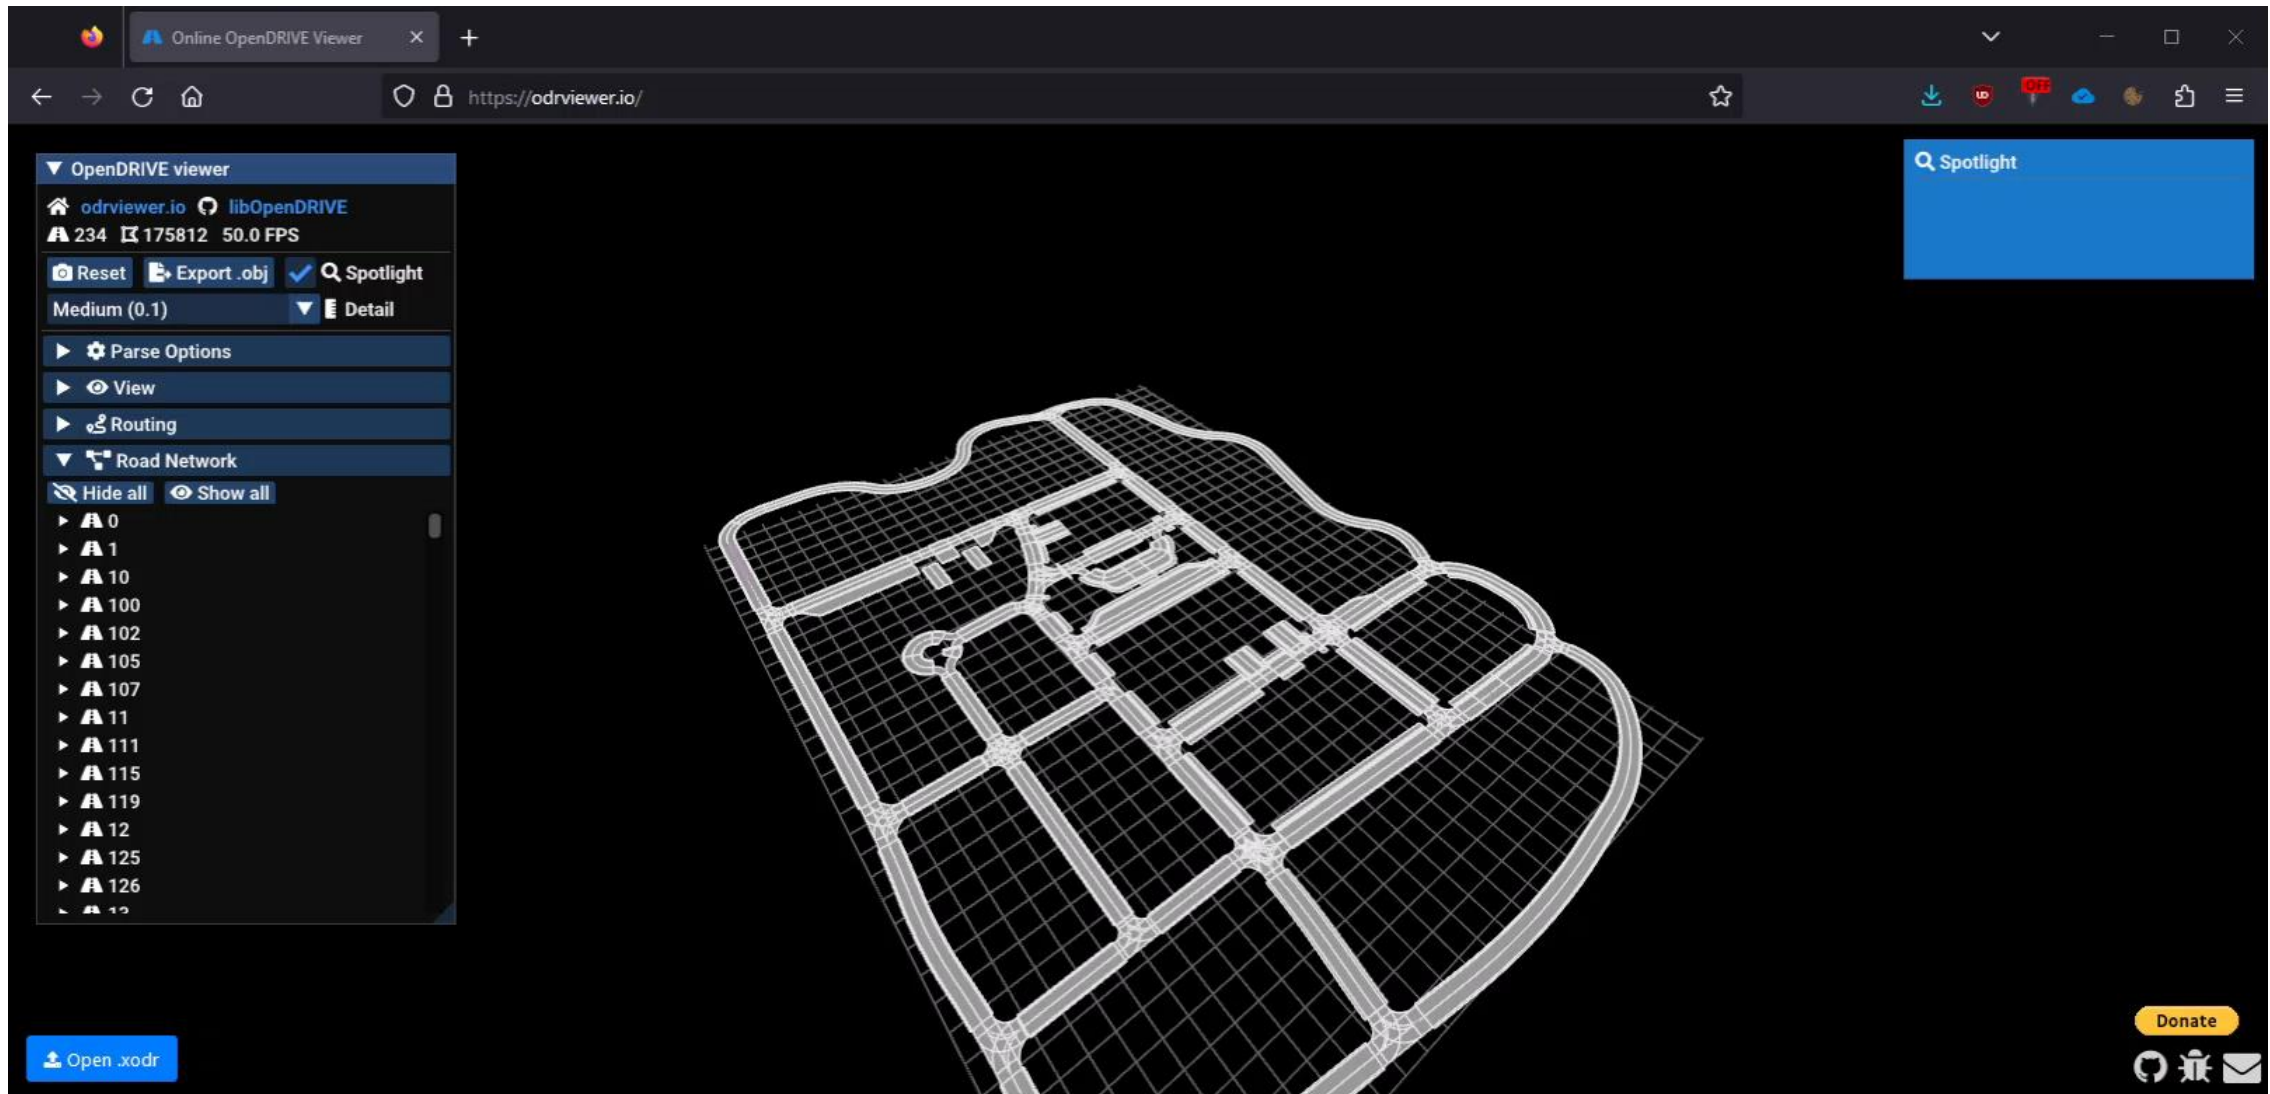 Online OpenDRIVE Viewer
https://odrviewer.io/
OFF
OpenDRIVE viewer
odrviewer.io libOpenDRIVE
234 175812 50.0 FPS
Reset Export .obj Spotlight
Medium (0.1) Detail
Parse Options
View
Routing
Road Network
Hide all Show all
0
1
10
100
102
105
107
11
111
115
119
12
125
126
13
Open .xodr
Spotlight
Donate